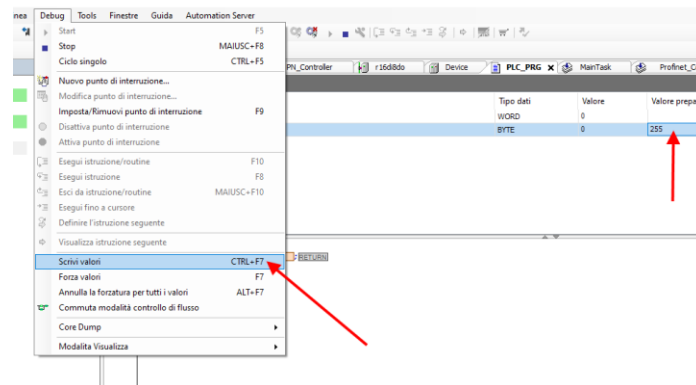 nea Debug Tools Finestre Guida Automation Server
Start F5
Stop MAIUSC+F8
Ciclo singolo CTRL+F5
Nuovo punto di interruzione...
Modifica punto di interruzione...
Imposta/Rimuovi punto di interruzione F9
Disattiva punto di interruzione
Attiva punto di interruzione
Esegui istruzione/routine F10
Esegui istruzione F8
Esci da istruzione/routine MAIUSC+F10
Esegui fino a cursore
Definire l'istruzione seguente
Visualizza istruzione seguente
Scrivi valori CTRL+F7
Forza valori F7
Annulla la forzatura per tutti i valori ALT+F7
Commuta modalità controllo di flusso
Core Dump
Modalita Visualizza
PN_Controller r16di8do Device PLC_PRG X MainTask Profinet_C
Tipo dati Valore Valore prepa
WORD 0
BYTE 0 255
RETURN